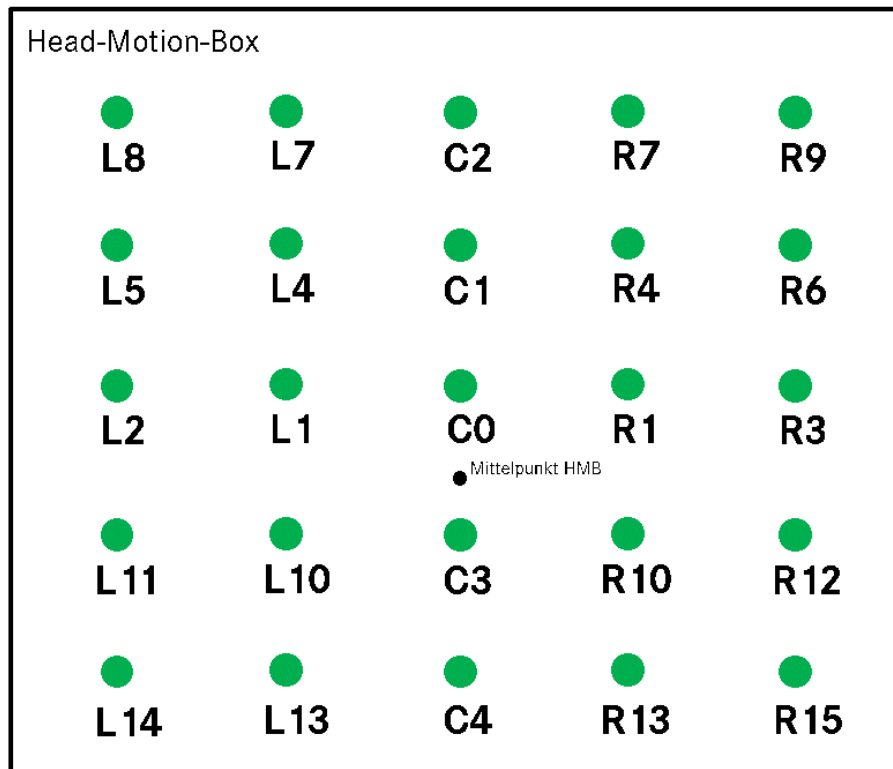 Head-Motion-Box
L8 L7 C2 R7 R9
L5 L4 C1 R4 R6
L2 L1 C0 R1 R3
Mittelpunkt HMB
L11 L10 C3 R10 R12
L14 L13 C4 R13 R15